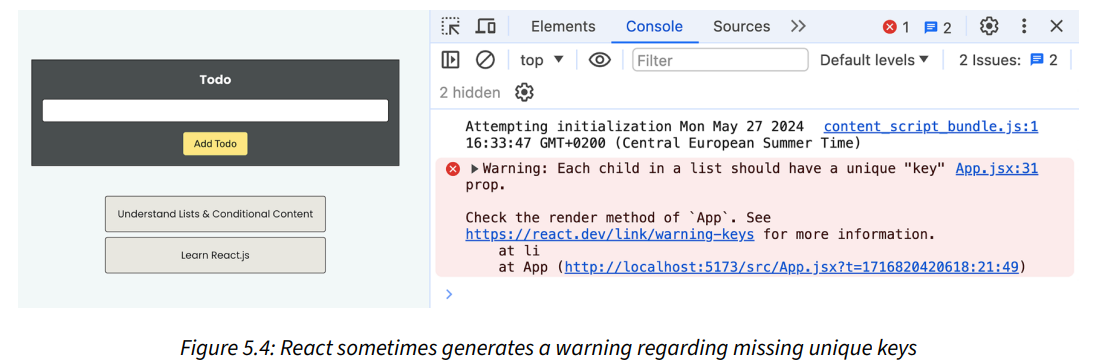 Elements Console Sources 1 2
top Filter Default levels 2 Issues: 2
2 hidden
Todo
Add Todo
Understand Lists & Conditional Content
Learn React.js
Attempting initialization Mon May 27 2024 content_script_bundle.js:1
16:33:47 GMT+0200 (Central European Summer Time)
Warning: Each child in a list should have a unique "key" App.jsx:31
prop.
Check the render method of `App`. See
https://react.dev/link/warning-keys for more information.
at li
at App (http://localhost:5173/src/App.jsx?t=1716820420618:21:49)
Figure 5.4: React sometimes generates a warning regarding missing unique keys